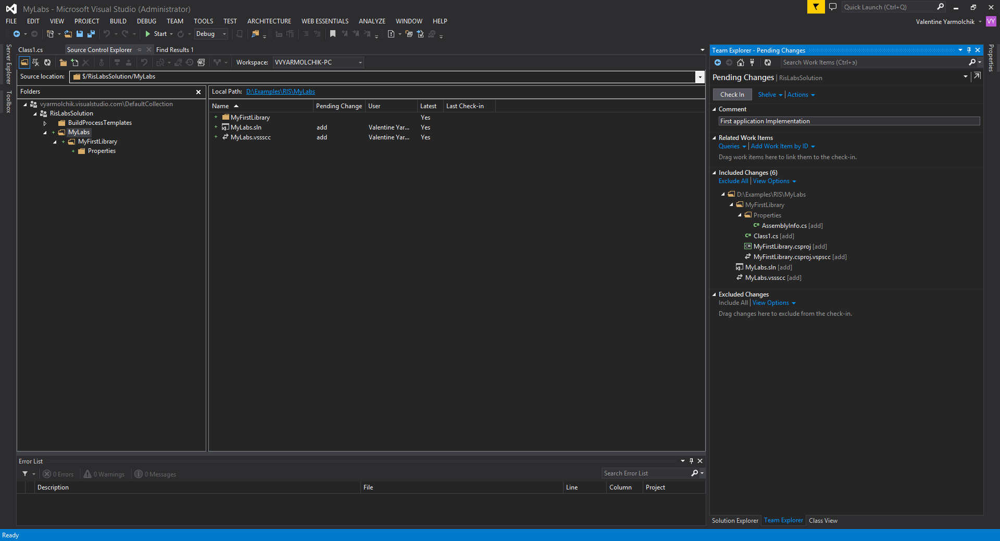 MyLabs - Microsoft Visual Studio (Administrator)
Quick Launch (Ctrl+Q)
FILE EDIT VIEW PROJECT BUILD DEBUG TEAM TOOLS TEST ARCHITECTURE WEB ESSENTIALS ANALYZE WINDOW HELP
Valentine Yarmolchik VY
Start Debug
Server Explorer
Toolbox
Class1.cs Source Control Explorer Find Results 1
Workspace: VVYARMOLCHIK-PC
Source location: $/RisLabsSolution/MyLabs
Folders
vyarmolchik.visualstudio.com\DefaultCollection
RisLabsSolution
BuildProcessTemplates
MyLabs
MyFirstLibrary
Properties
Local Path: D:\Examples\RIS\MyLabs
Name Pending Change User Latest Last Check-in
MyFirstLibrary Yes
MyLabs.sln add Valentine Yar... Yes
MyLabs.vssscc add Valentine Yar... Yes
Error List
0 Errors 0 Warnings 0 Messages
Search Error List
Description File Line Column Project
Team Explorer - Pending Changes
Search Work Items (Ctrl+э)
Pending Changes | RisLabsSolution
Check In Shelve Actions
Comment
First application Implementation
Related Work Items
Queries Add Work Item by ID
Drag work items here to link them to the check-in.
Included Changes (6)
Exclude All View Options
D:\Examples\RIS\MyLabs
MyFirstLibrary
Properties
C# AssemblyInfo.cs [add]
C# Class1.cs [add]
C# MyFirstLibrary.csproj [add]
MyFirstLibrary.csproj.vspscc [add]
MyLabs.sln [add]
MyLabs.vssscc [add]
Excluded Changes
Include All View Options
Drag changes here to exclude from the check-in.
Solution Explorer Team Explorer Class View
Properties
Ready